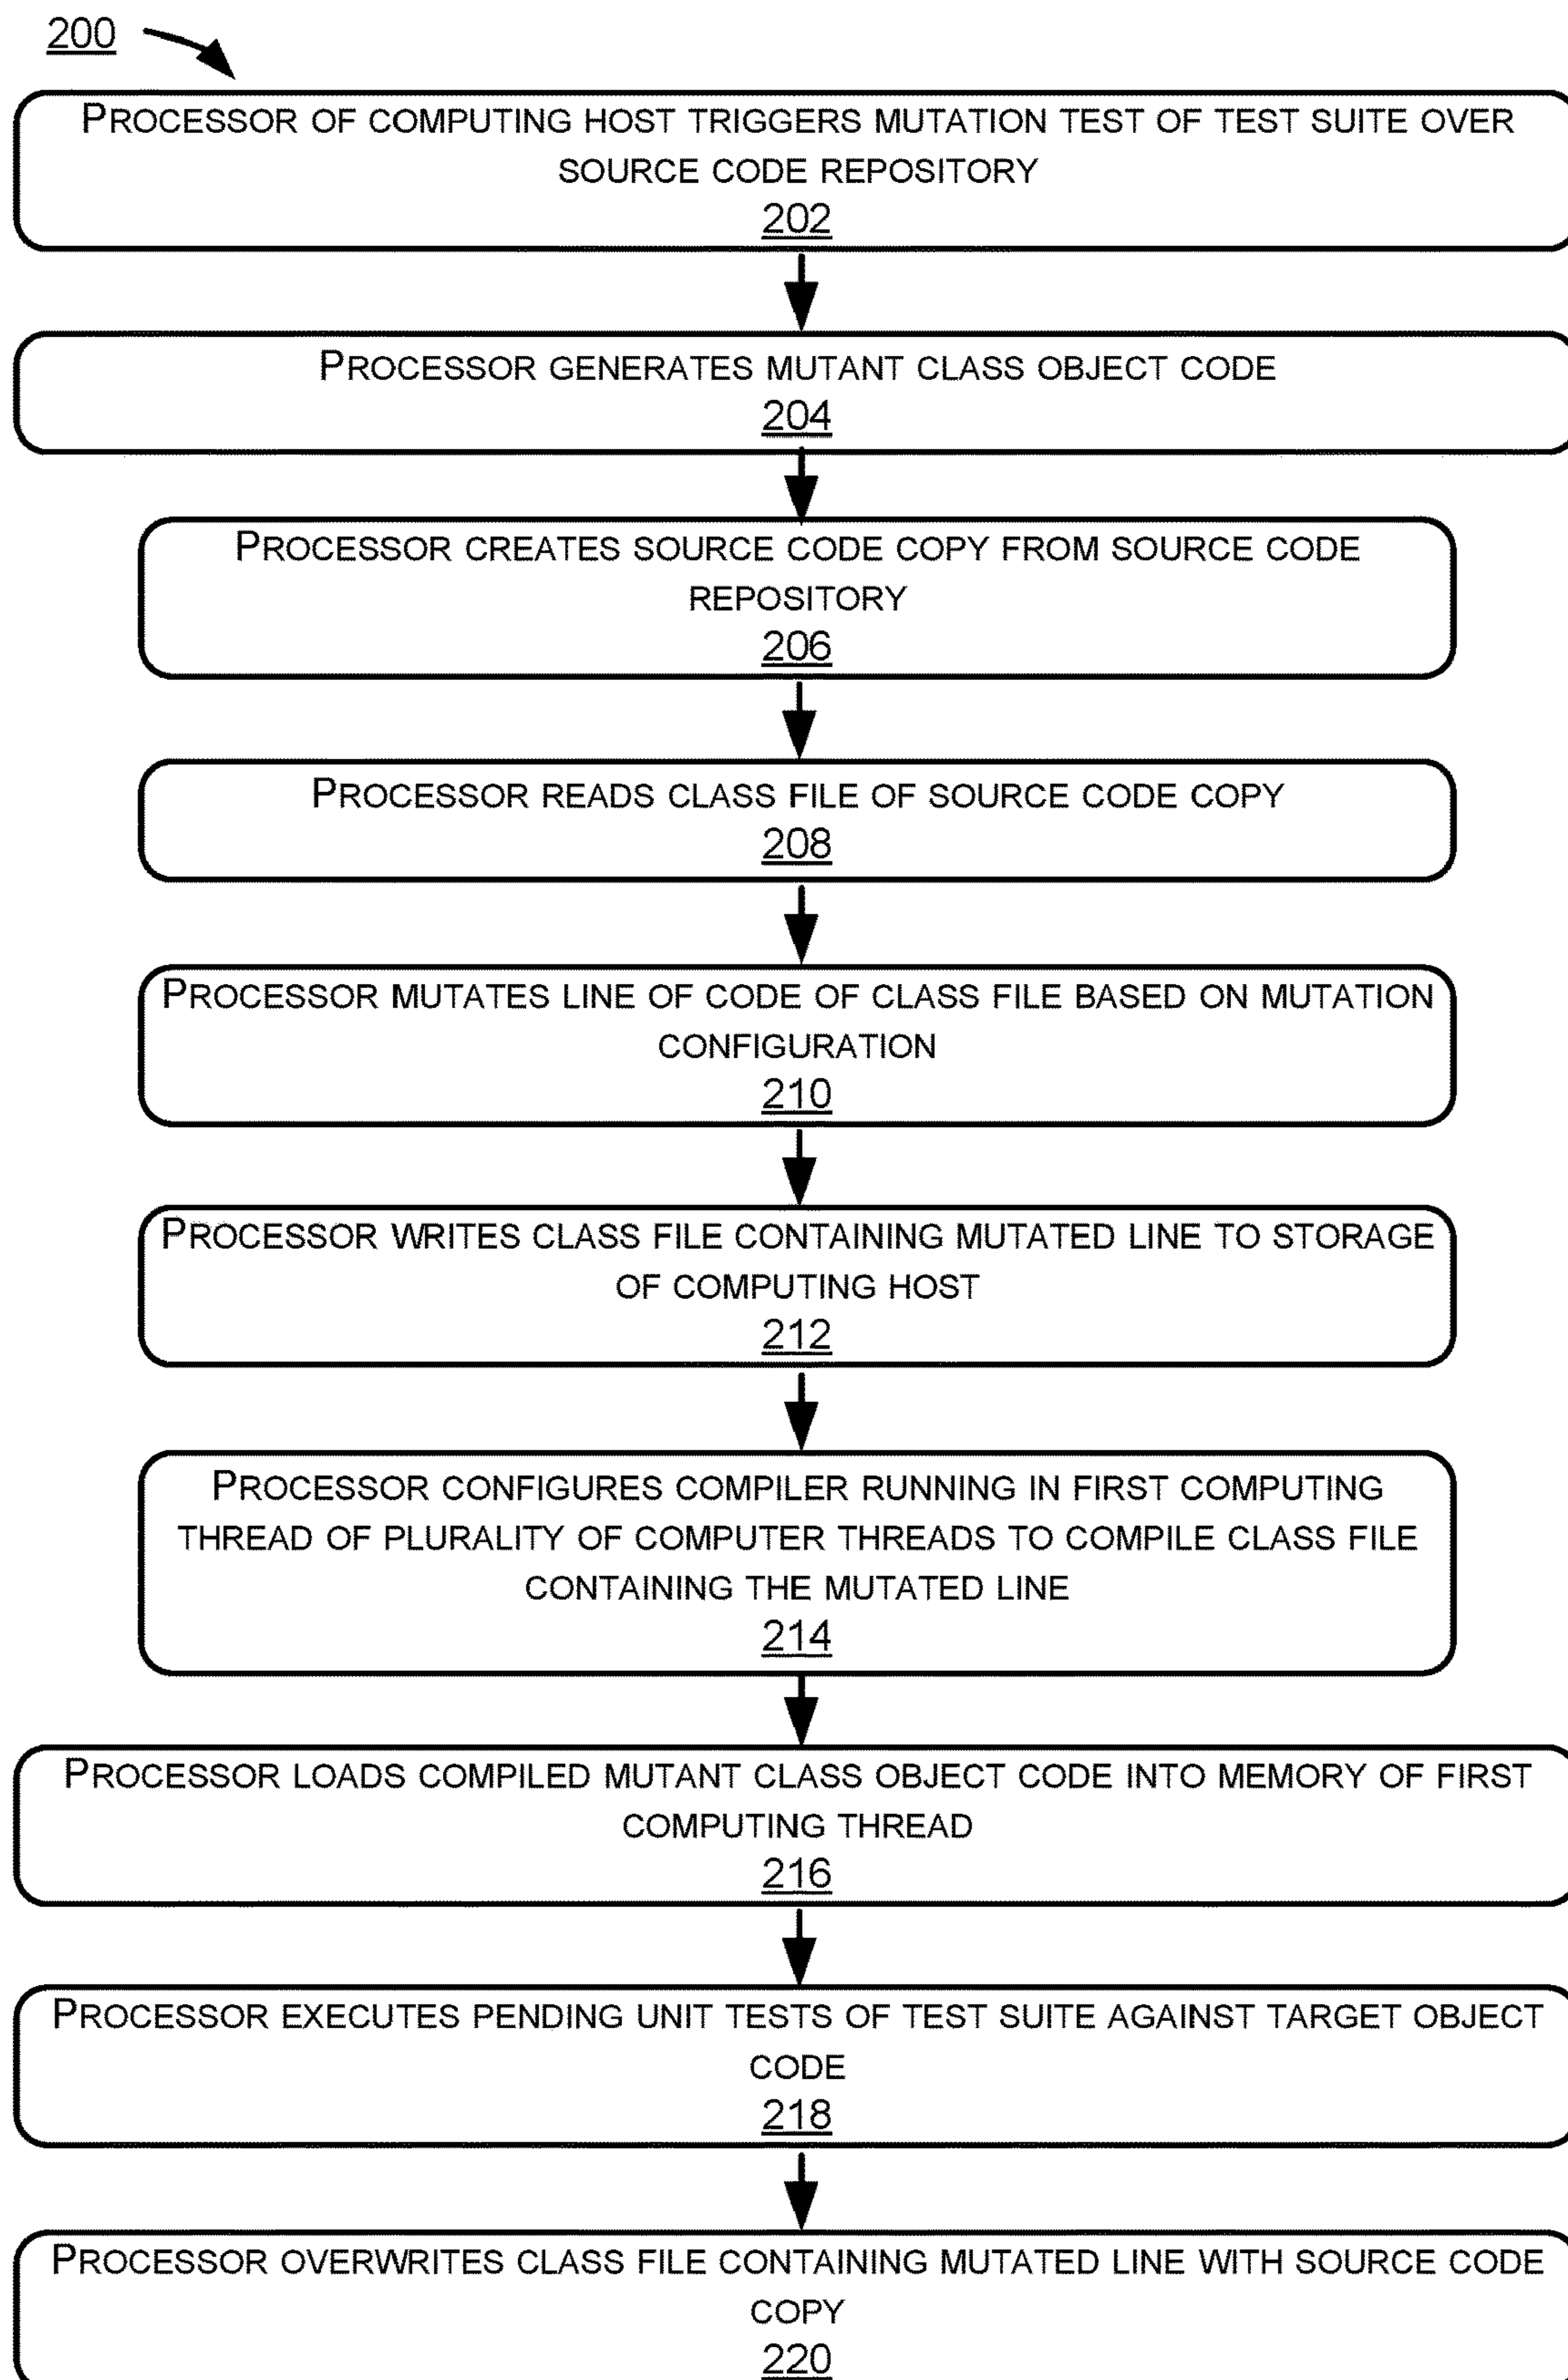 200
PROCESSOR OF COMPUTING HOST TRIGGERS MUTATION TEST OF TEST SUITE OVER
SOURCE CODE REPOSITORY
202
PROCESSOR GENERATES MUTANT CLASS OBJECT CODE
204
PROCESSOR CREATES SOURCE CODE COPY FROM SOURCE CODE
REPOSITORY
206
PROCESSOR READS CLASS FILE OF SOURCE CODE COPY
208
PROCESSOR MUTATES LINE OF CODE OF CLASS FILE BASED ON MUTATION
CONFIGURATION
210
PROCESSOR WRITES CLASS FILE CONTAINING MUTATED LINE TO STORAGE
OF COMPUTING HOST
212
PROCESSOR CONFIGURES COMPILER RUNNING IN FIRST COMPUTING
THREAD OF PLURALITY OF COMPUTER THREADS TO COMPILE CLASS FILE
CONTAINING THE MUTATED LINE
214
PROCESSOR LOADS COMPILED MUTANT CLASS OBJECT CODE INTO MEMORY OF FIRST
COMPUTING THREAD
216
PROCESSOR EXECUTES PENDING UNIT TESTS OF TEST SUITE AGAINST TARGET OBJECT
CODE
218
PROCESSOR OVERWRITES CLASS FILE CONTAINING MUTATED LINE WITH SOURCE CODE
COPY
220